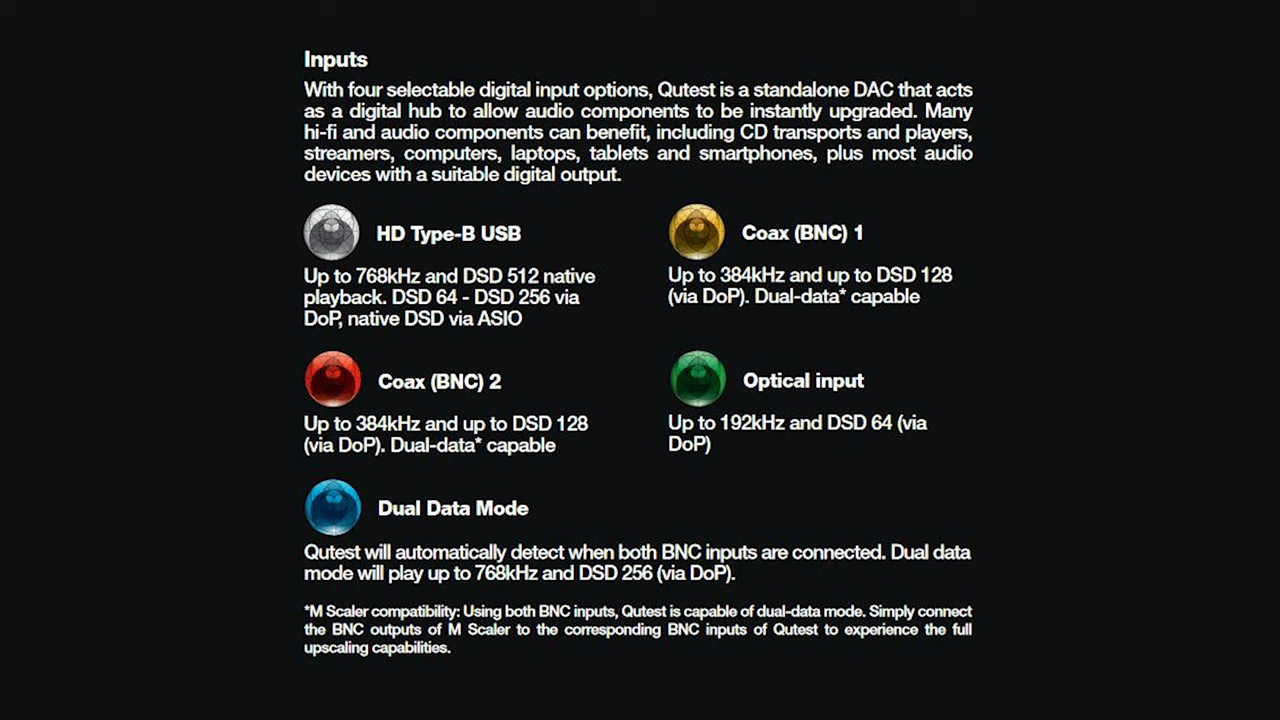 Inputs
With four selectable digital input options, Qutest is a standalone DAC that acts
as a digital hub to allow audio components to be instantly upgraded. Many
hi-fi and audio components can benefit, including CD transports and players,
streamers, computers, laptops, tablets and smartphones, plus most audio
devices with a suitable digital output.
HD Type-B USB
Up to 768kHz and DSD 512 native
playback. DSD 64 - DSD 256 via
DoP, native DSD via ASIO
Coax (BNC) 1
Up to 384kHz and up to DSD 128
(via DoP). Dual-data* capable
Coax (BNC) 2
Up to 384kHz and up to DSD 128
(via DoP). Dual-data* capable
Optical input
Up to 192kHz and DSD 64 (via
DoP)
Dual Data Mode
Qutest will automatically detect when both BNC inputs are connected. Dual data
mode will play up to 768kHz and DSD 256 (via DoP).
*M Scaler compatibility: Using both BNC inputs, Qutest is capable of dual-data mode. Simply connect
the BNC outputs of M Scaler to the corresponding BNC inputs of Qutest to experience the full
upscaling capabilities.